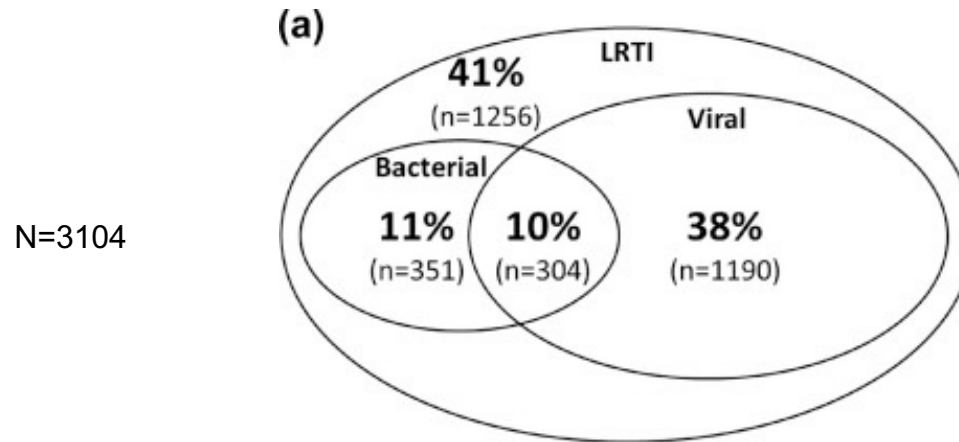 (a)
LRTI
41%
(n=1256)
Viral
Bacterial
N=3104
11%
(n=351)
10%
(n=304)
38%
(n=1190)